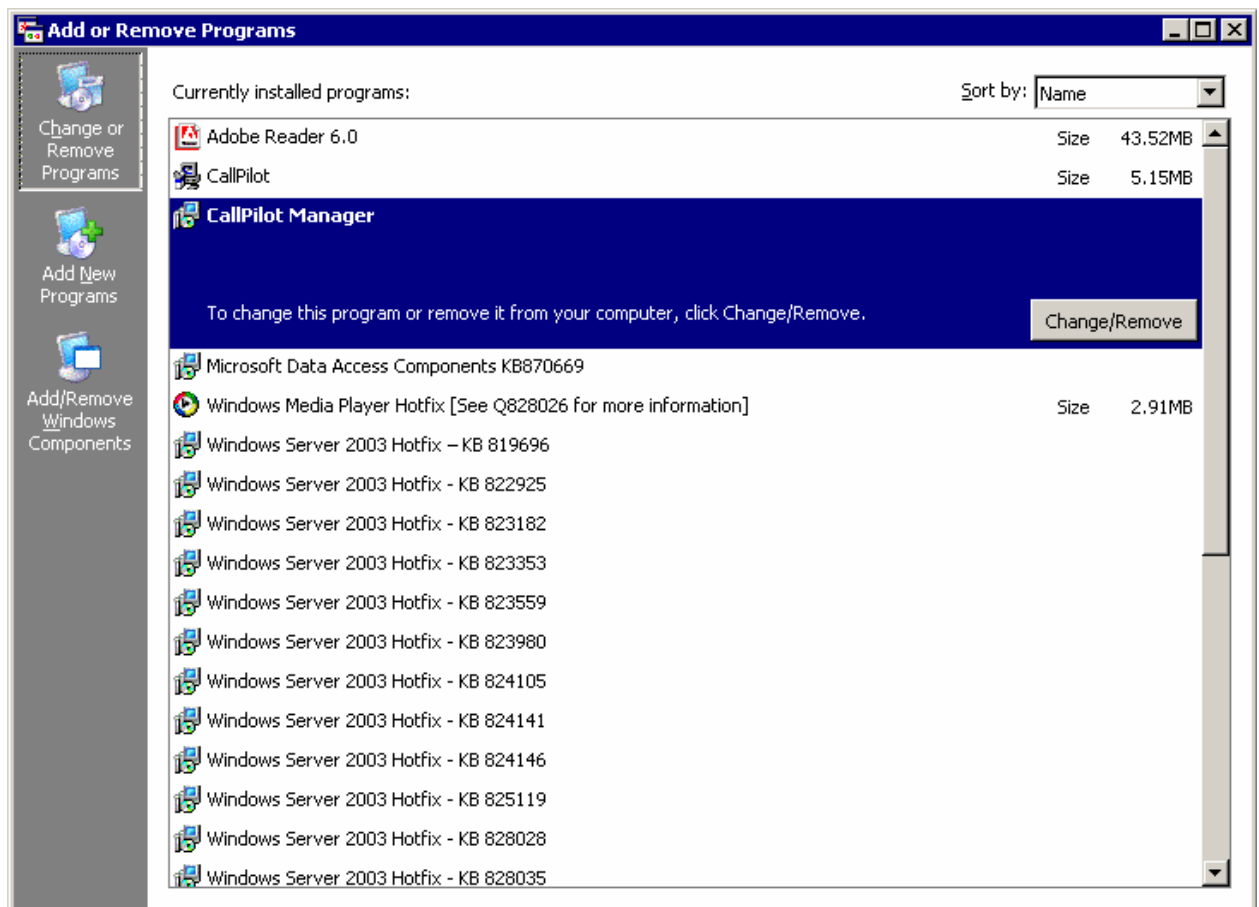 Add or Remove Programs
Change or
Remove
Programs
Add New
Programs
Add/Remove
Windows
Components
Currently installed programs:
Sort by: Name
Adobe Reader 6.0 Size 43.52MB
CallPilot Size 5.15MB
CallPilot Manager
To change this program or remove it from your computer, click Change/Remove.
Change/Remove
Microsoft Data Access Components KB870669
Windows Media Player Hotfix [See Q828026 for more information] Size 2.91MB
Windows Server 2003 Hotfix – KB 819696
Windows Server 2003 Hotfix - KB 822925
Windows Server 2003 Hotfix - KB 823182
Windows Server 2003 Hotfix - KB 823353
Windows Server 2003 Hotfix - KB 823559
Windows Server 2003 Hotfix - KB 823980
Windows Server 2003 Hotfix - KB 824105
Windows Server 2003 Hotfix - KB 824141
Windows Server 2003 Hotfix - KB 824146
Windows Server 2003 Hotfix - KB 825119
Windows Server 2003 Hotfix - KB 828028
Windows Server 2003 Hotfix - KB 828035